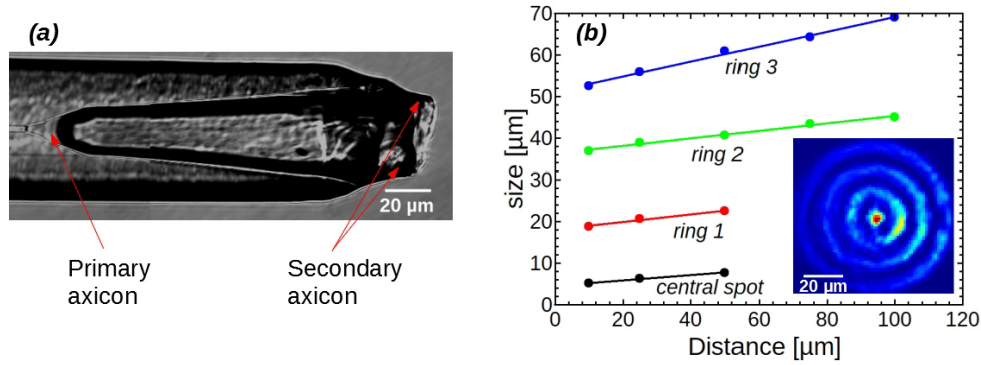 (a)
20 µm
Primary
axicon
Secondary
axicon
(b)
size [µm]
70
60
50
40
30
20
10
0
ring 3
ring 2
ring 1
central spot
20 µm
0
20
40
60
80
100
120
Distance [µm]